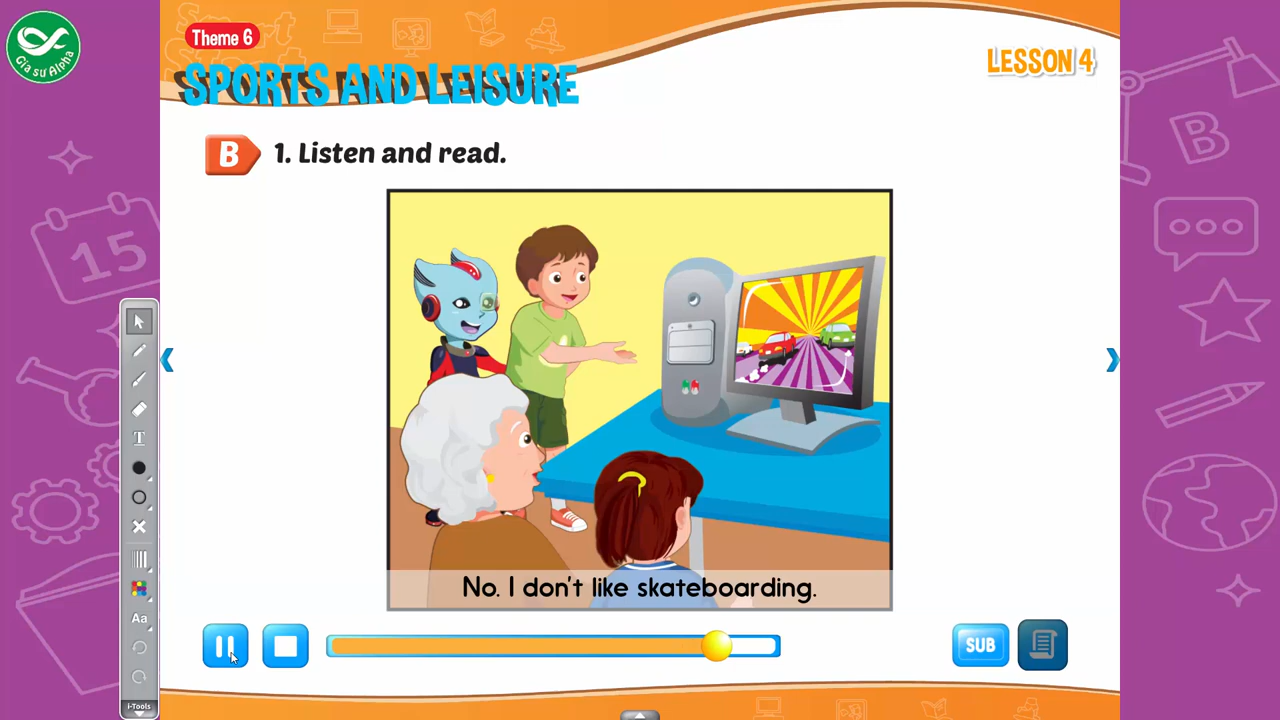 Gia sư Alpha
Theme 6
SPORTS AND LEISURE
LESSON 4
B 1. Listen and read.
15
B
T
Aa
i-Tools
No. I don't like skateboarding.
SUB